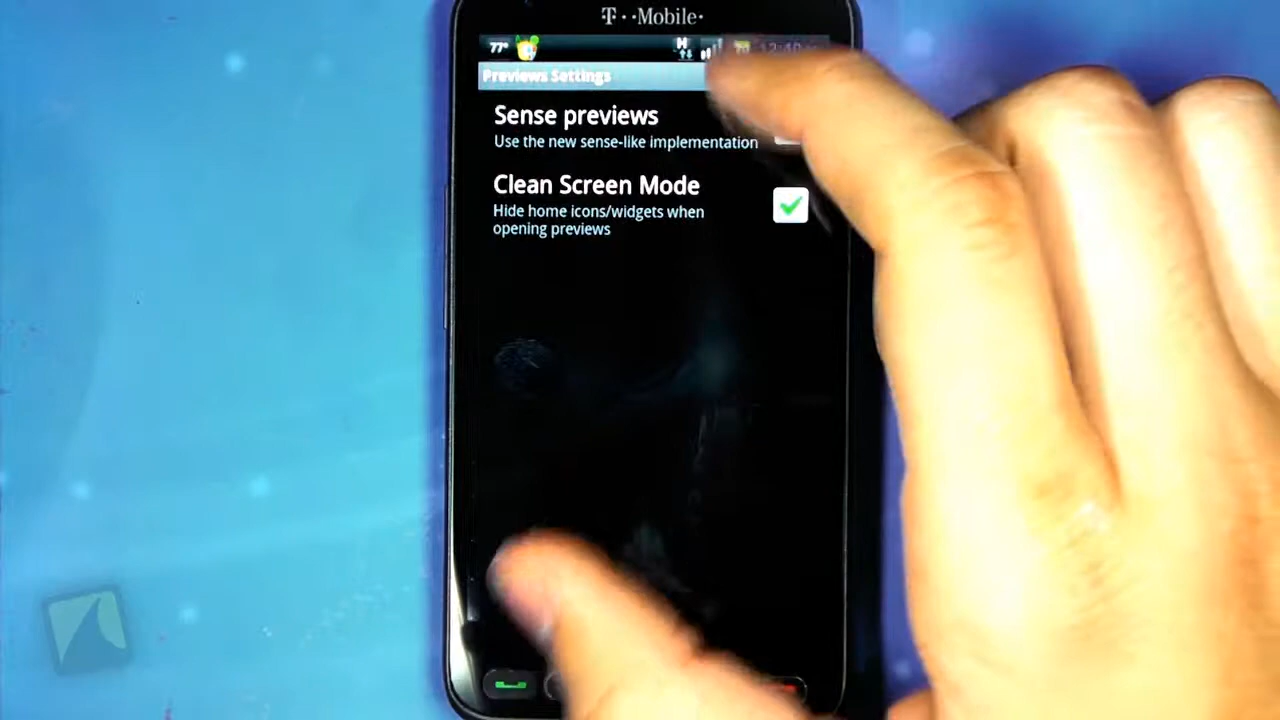 T··Mobile·
77°
H
Previews Settings
Sense previews
Use the new sense-like implementation
Clean Screen Mode
Hide home icons/widgets when
opening previews